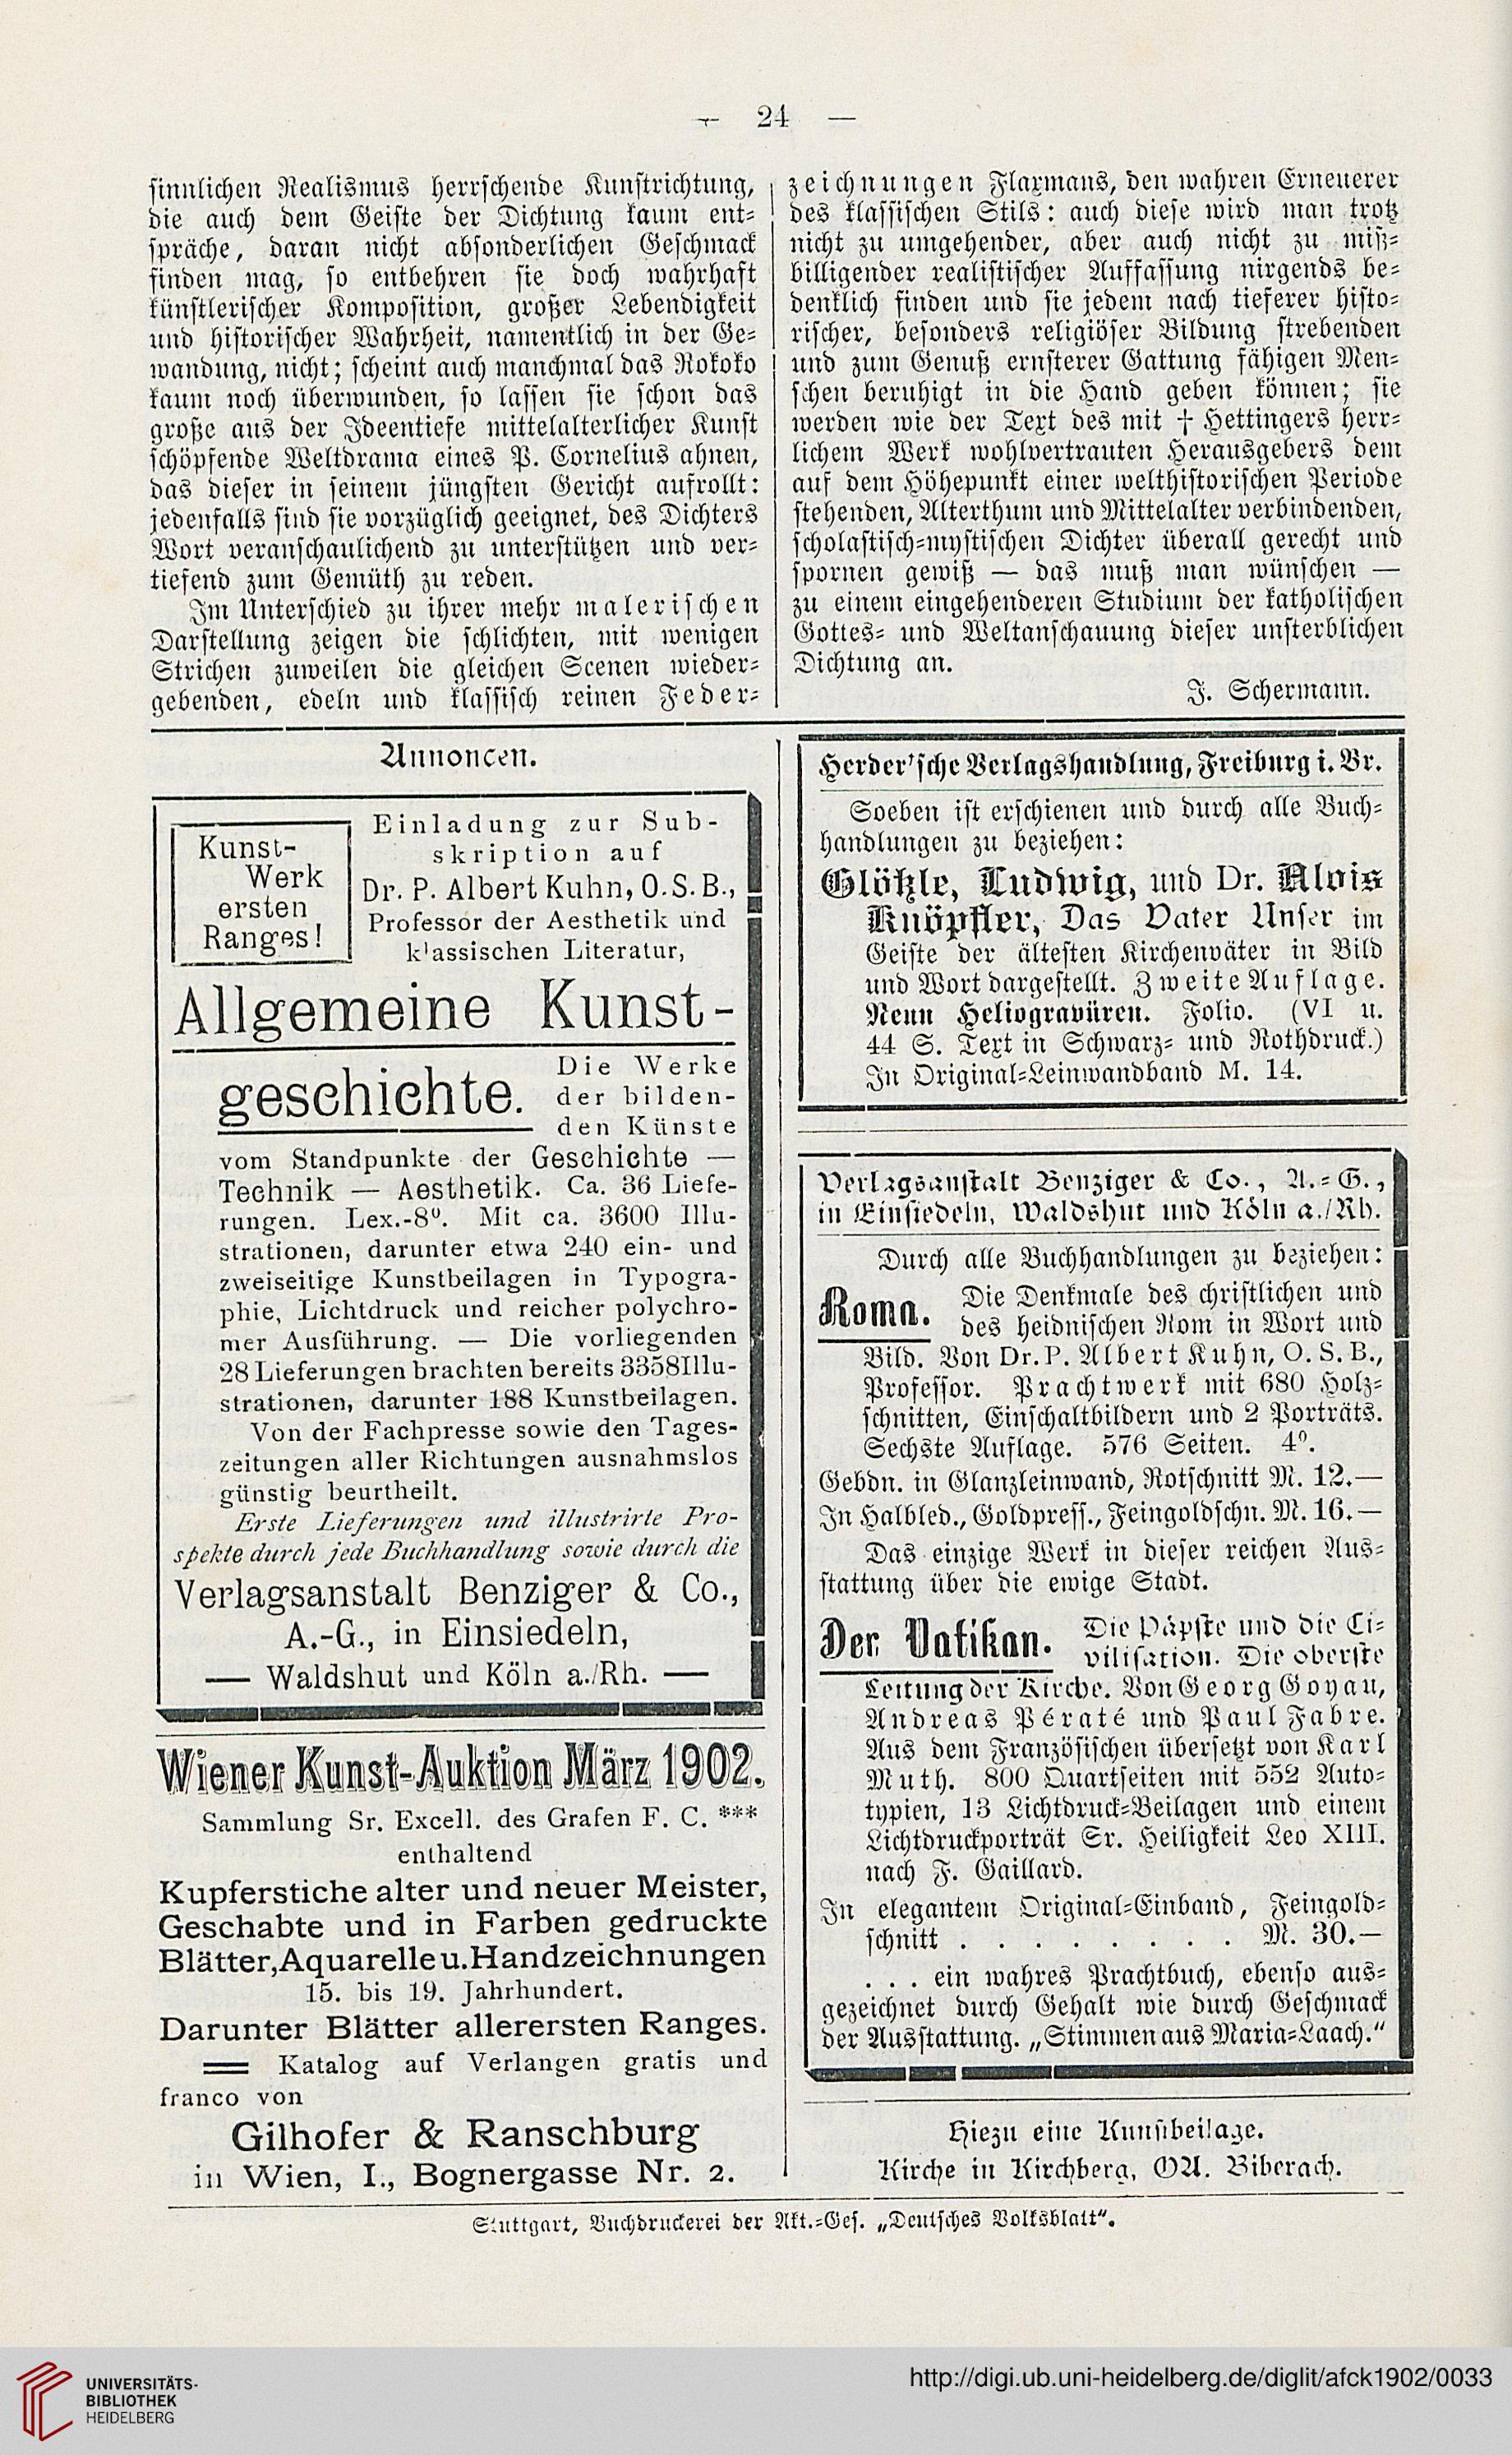 — 24 —
sinnlichen Realismus herrschende Kunstrichtung,
die auch dem Geiste der Dichtung kaum ent-
spräche, daran nicht absonderlichen Geschmack
finden mag, so entbehren sie doch wahrhaft
künstlerischer Komposition, großer Lebendigkeit
und historischer Wahrheit, namentlich in der Ge-
wandung, nicht; scheint auch manchmal das Rokoko
kaum noch überwunden, so lassen sie schon das
große aus der Ideentiefe mittelalterlicher Kunst
schöpfende Weltdrama eines P. Cornelius ahnen,
das dieser in seinem jüngsten Gericht aufrollt:
jedenfalls sind sie vorzüglich geeignet, des Dichters
Wort veranschaulichend zu unterstützen und ver-
tiefend zum Gemüth zu reden.
Im Unterschied zu ihrer mehr malerischen
Darstellung zeigen die schlichten, mit wenigen
Strichen zuweilen die gleichen Scenen wieder-
gebenden, edeln und klassisch reinen Feder-
zeichnungen Flaxmans, den wahren Erneuerer
des klassischen Stils: auch diese wird man trotz
nicht zu umgehender, aber auch nicht zu miß-
billigender realistischer Auffassung nirgends be-
denklich finden und sie jedem nach tieferer histo-
rischer, besonders religiöser Bildung strebenden
und zum Genuß ernsterer Gattung fähigen Men-
schen beruhigt in die Hand geben können; sie
werden wie der Text des mit † Hettingers herr-
lichem Werk wohlvertrauten Herausgebers dem
auf dem Höhepunkt einer welthistorischen Periode
stehenden, Alterthum und Mittelalter verbindenden,
scholastisch-mystischen Dichter überall gerecht und
spornen gewiß — das muß man wünschen —
zu einem eingehenderen Studium der katholischen
Gottes- und Weltanschauung dieser unsterblichen
Dichtung an.
J. Schermann.
Annoncen.
Kunst-
Werk
ersten
Ranges!
Einladung zur Sub-
skription auf
Dr. P. Albert Kuhn, O.S.B.,
Professor der Aesthetik und
klassischen Literatur,
Allgemeine Kunst-
geschichte.
Die Werke
der bilden-
den Künste
vom Standpunkte der Geschichte —
Technik — Aesthetik. Ca. 36 Liefe-
rungen. Lex.-8⁰. Mit ca. 3600 Illu-
strationen, darunter etwa 240 ein- und
zweiseitige Kunstbeilagen in Typogra-
phie, Lichtdruck und reicher polychro-
mer Ausführung. — Die vorliegenden
28 Lieferungen brachten bereits 3358 Illu-
strationen, darunter 188 Kunstbeilagen.
Von der Fachpresse sowie den Tages-
zeitungen aller Richtungen ausnahmslos
günstig beurtheilt.
Erste Lieferungen und illustrirte Pro-
spekte durch jede Buchhandlung sowie durch die
Verlagsanstalt Benziger & Co.,
A.-G., in Einsiedeln,
— Waldshut und Köln a./Rh. —
Wiener Kunst-Auktion März 1902.
Sammlung Sr. Excell. des Grafen F. C. ***
enthaltend
Kupferstiche alter und neuer Meister,
Geschabte und in Farben gedruckte
Blätter, Aquarelle u. Handzeichnungen
15. bis 19. Jahrhundert.
Darunter Blätter allerersten Ranges.
Katalog auf Verlangen gratis und
franco von
Gilhofer & Ranschburg
in Wien, I., Bognergasse Nr. 2.
Herder'sche Verlagshandlung, Freiburg i. Br.
Soeben ist erschienen und durch alle Buch-
handlungen zu beziehen:
Glötzle, Ludwig, und Dr. Alois
Knöpfler, Das Vater Unser im
Geiste der ältesten Kirchenväter in Bild
und Wort dargestellt. Zweite Auflage.
Neun Heliogravüren. Folio. (VI u.
44 S. Text in Schwarz- und Rothdruck.)
In Original-Leinwandband M. 14.
Verlagsanstalt Benziger & Co., A.-G.,
in Einsiedeln, Waldshut und Köln a./Rh.
Durch alle Buchhandlungen zu beziehen:
Roma.
Die Denkmale des christlichen und
des heidnischen Rom in Wort und
Bild. Von Dr. P. Albert Kuhn, O. S. B.,
Professor. Prachtwerk mit 680 Holz-
schnitten, Einschaltbildern und 2 Porträts.
Sechste Auflage. 576 Seiten. 4⁰.
Gebdn. in Glanzleinwand, Rotschnitt M. 12.—
In Halbled., Goldpress., Feingoldschn. M. 16.—
Das einzige Werk in dieser reichen Aus-
stattung über die ewige Stadt.
Der Vatikan.
Die Päpste und die Ci-
vilisation. Die oberste
Leitung der Kirche. Von Georg Goyau,
Andreas Pératé und Paul Fabre.
Aus dem Französischen übersetzt von Karl
Muth. 800 Quartseiten mit 552 Auto-
typien, 13 Lichtdruck-Beilagen und einem
Lichtdruckporträt Sr. Heiligkeit Leo XIII.
nach F. Gaillard.
In elegantem Original-Einband, Feingold-
schnitt . . . . . . . . M. 30.—
. . . ein wahres Prachtbuch, ebenso aus-
gezeichnet durch Gehalt wie durch Geschmack
der Ausstattung. „Stimmen aus Maria-Laach."
Hiezu eine Kunstbeilage.
Kirche in Kirchberg, OA. Biberach.
Stuttgart, Buchdruckerei der Akt.-Ges. „Deutsches Volksblatt".
UNIVERSITÄTS-
BIBLIOTHEK
HEIDELBERG
http://digi.ub.uni-heidelberg.de/diglit/afck1902/0033